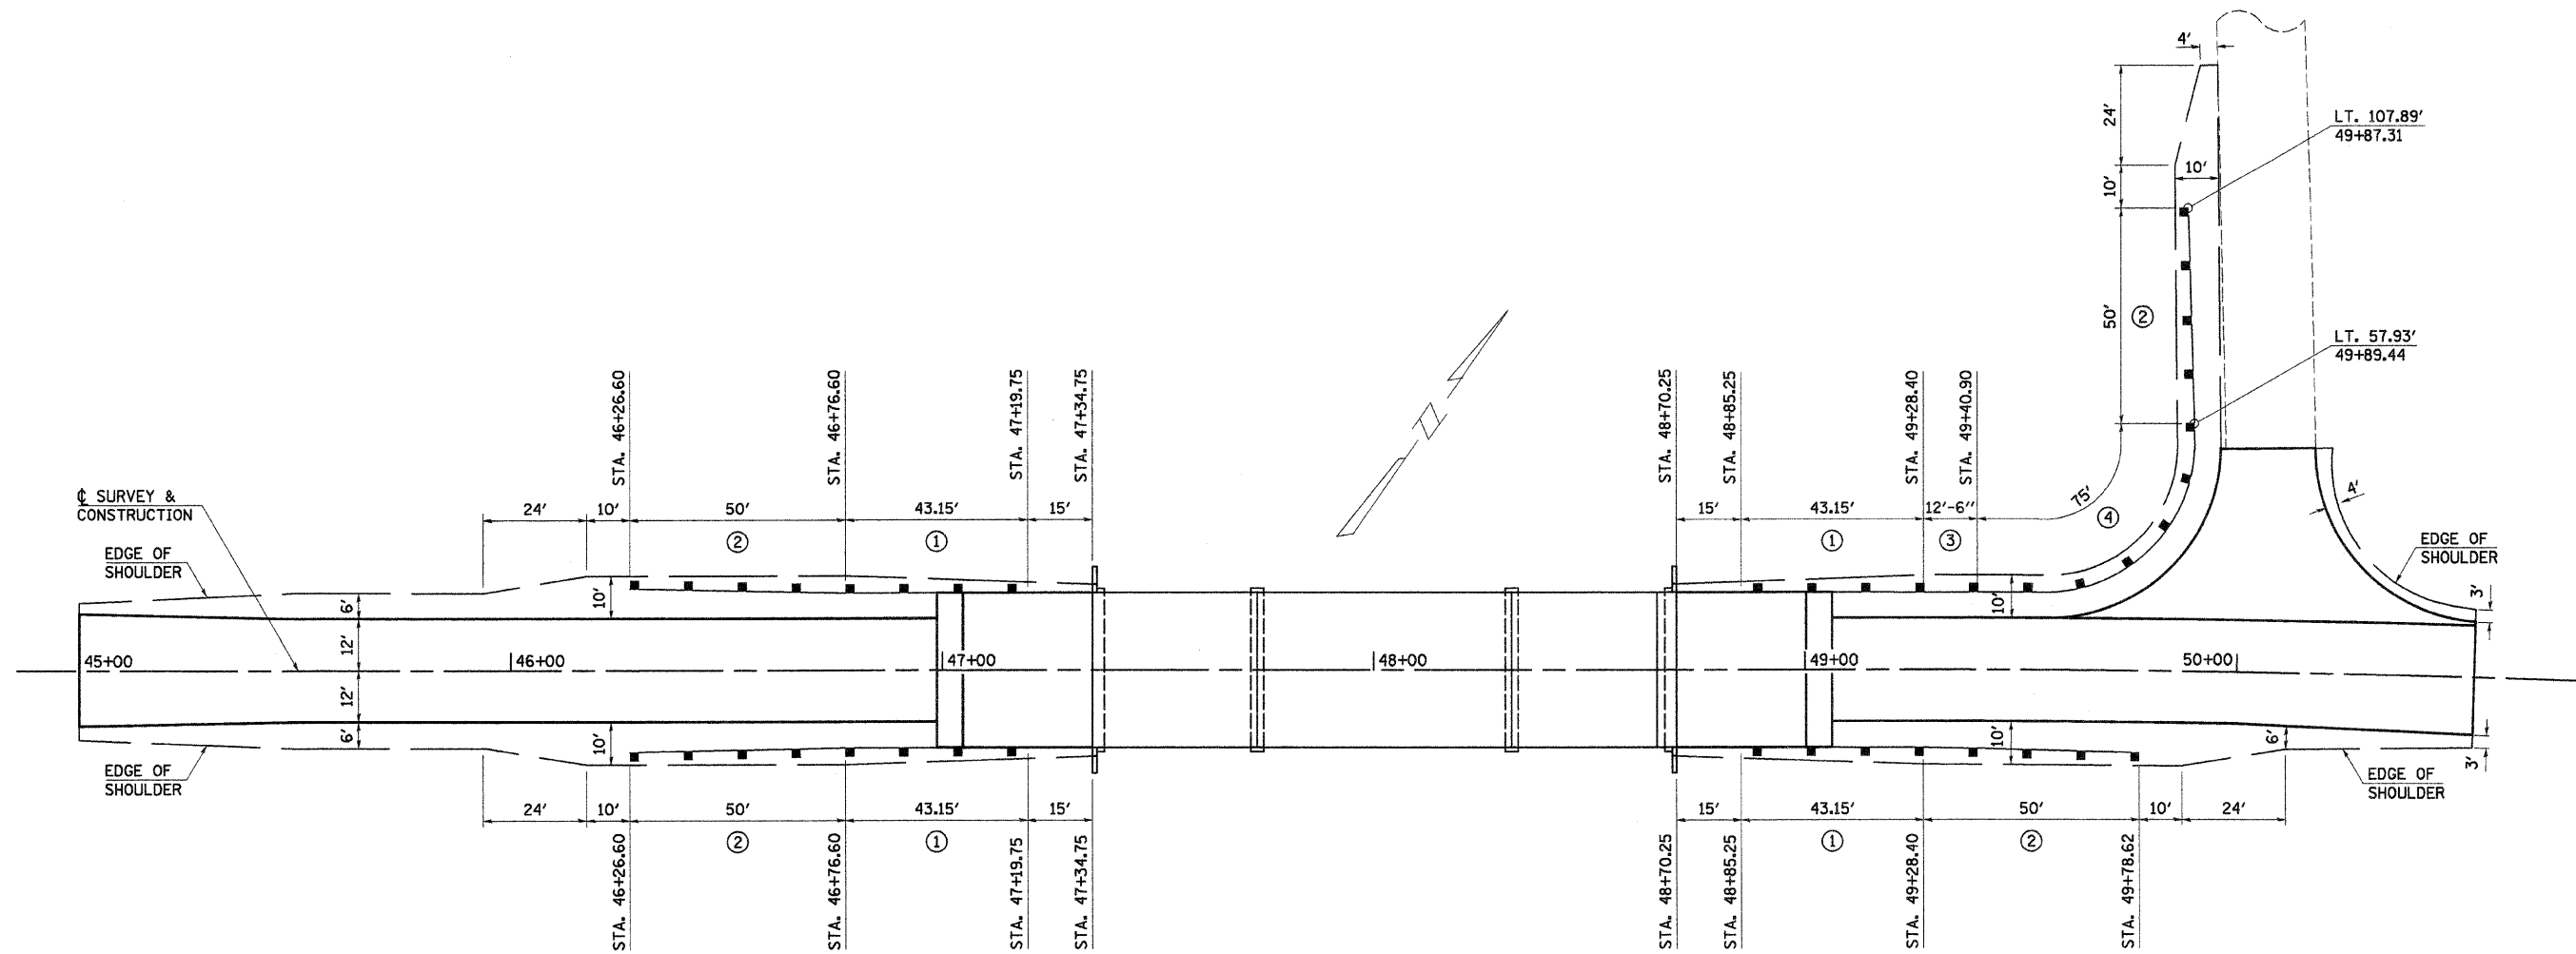 4'
24'
LT. 107.89'
49+87.31
10'
10'
50'
②
LT. 57.93'
49+89.44
STA. 46+26.60
STA. 46+76.60
STA. 47+19.75
STA. 47+34.75
STA. 48+70.25
STA. 48+85.25
STA. 49+28.40
STA. 49+40.90
℄ SURVEY &
CONSTRUCTION
24'
10'
50'
43.15'
15'
15'
43.15'
12'-6"
75'
4'
②
①
①
③
④
EDGE OF
SHOULDER
EDGE OF
SHOULDER
6'
10'
10'
3'
12'
45+00
46+00
47+00
48+00
49+00
50+00
N
12'
6'
10'
10'
6'
3'
EDGE OF
SHOULDER
EDGE OF
SHOULDER
24'
10'
50'
43.15'
15'
15'
43.15'
50'
10'
24'
②
①
①
②
STA. 46+26.60
STA. 46+76.60
STA. 47+19.75
STA. 47+34.75
STA. 48+70.25
STA. 48+85.25
STA. 49+28.40
STA. 49+78.62